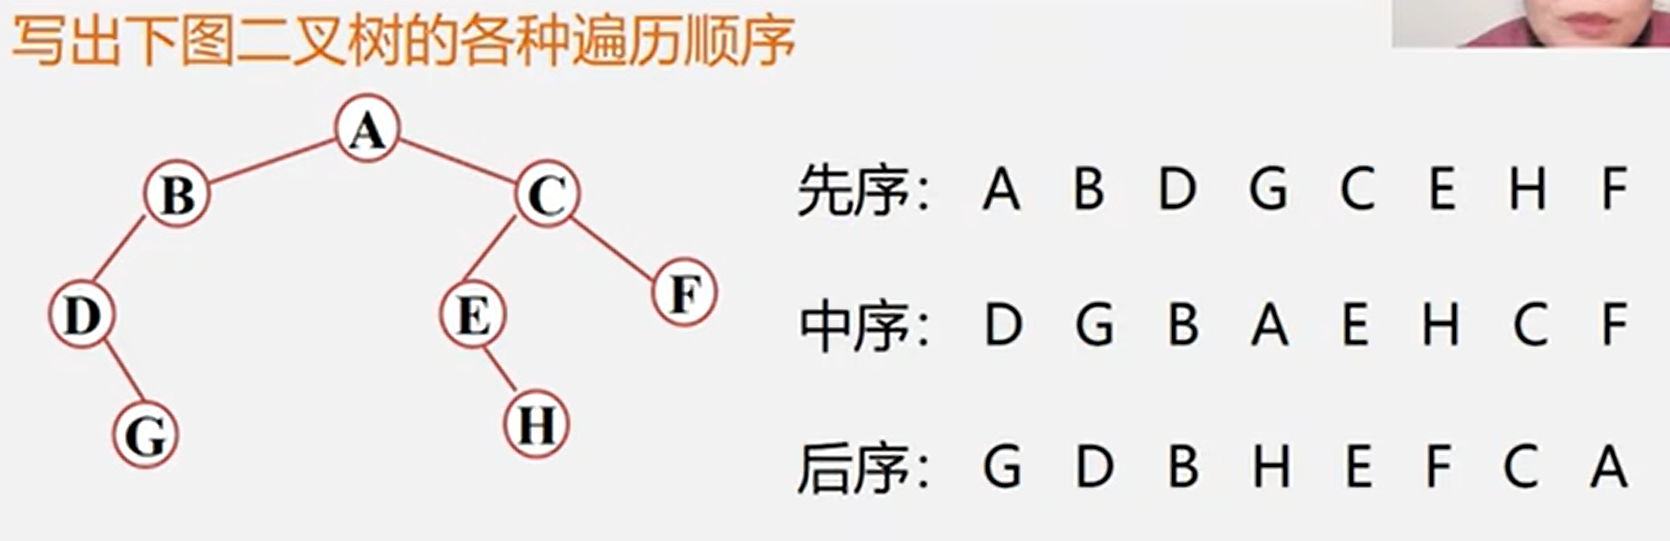 写出下图二叉树的各种遍历顺序
A
B
C
D
E
F
G
H
先序： A B D G C E H F
中序： D G B A E H C F
后序： G D B H E F C A